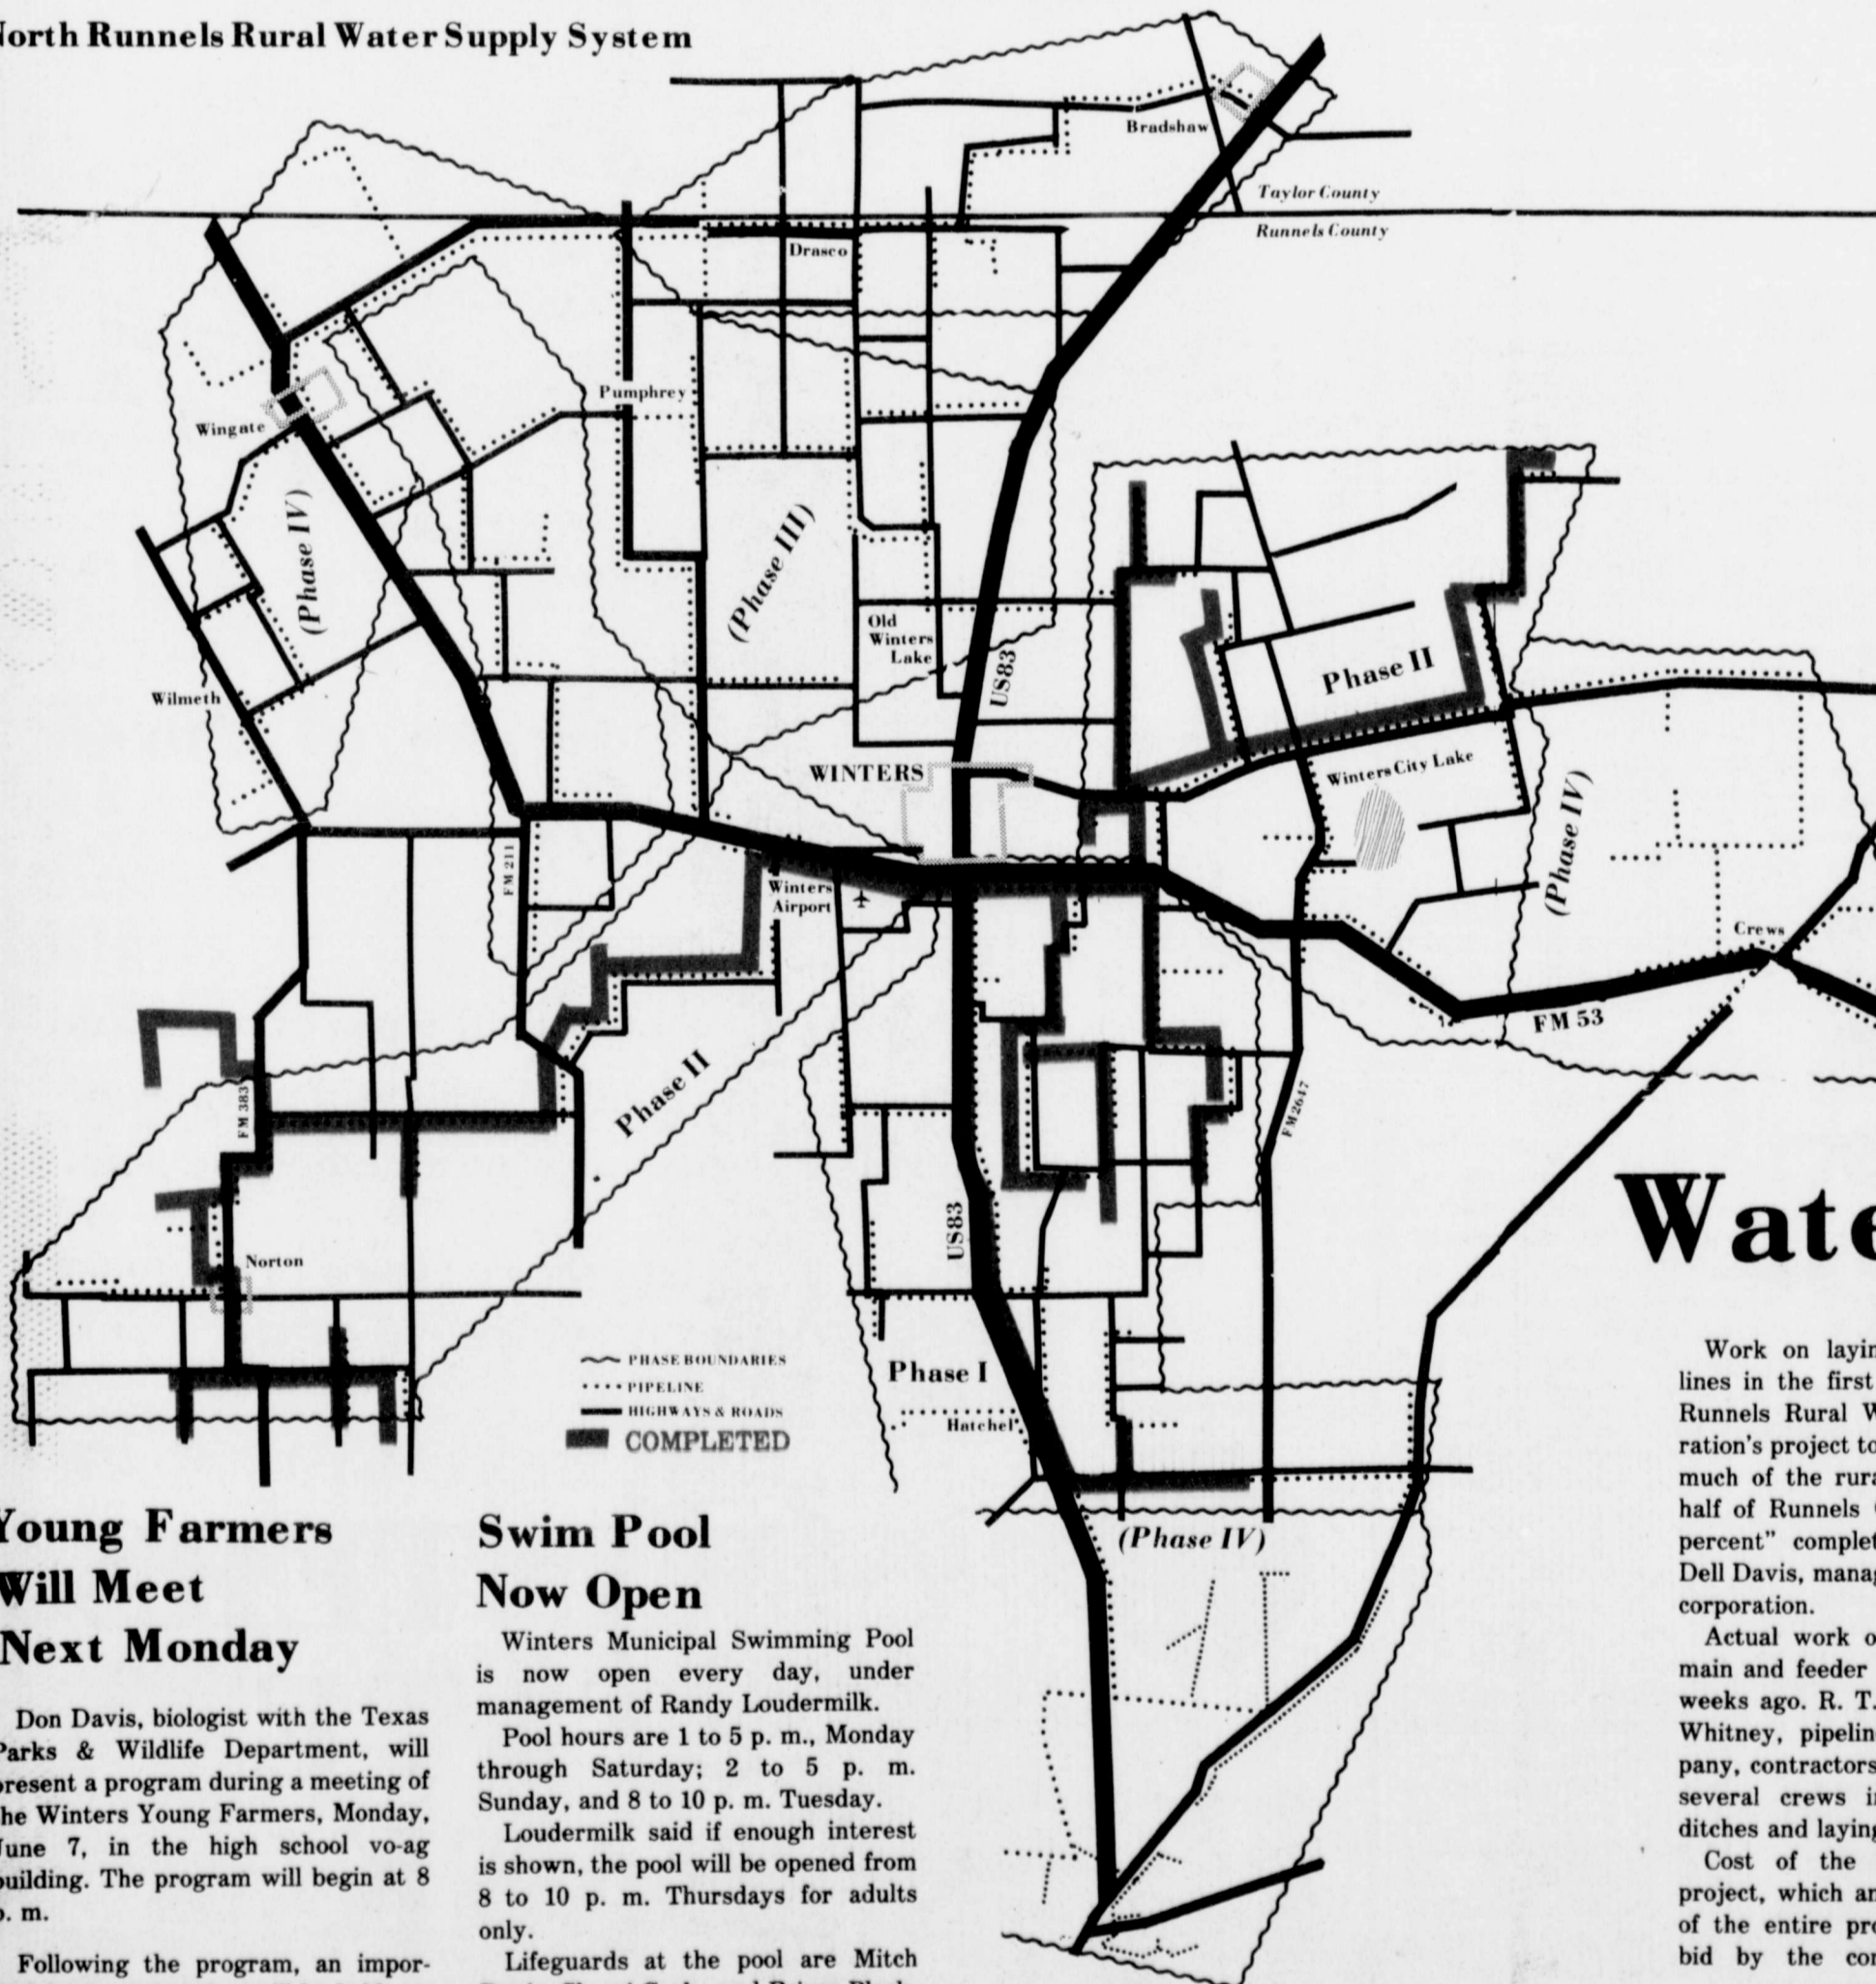 North Runnels Rural Water Supply System
Bradshaw
Taylor County
Runnels County
Drasco
Pumphrey
Wingate
(Phase IV)
(Phase III)
Old
Winters
Lake
US83
Phase II
Wilmeth
WINTERS
Winters City Lake
(Phase IV)
FM 211
Winters
Airport
Crews
FM 53
FM 383
Phase II
FM 2647
US83
Norton
PHASE BOUNDARIES
PIPELINE
HIGHWAYS & ROADS
COMPLETED
Phase I
Hatchel
(Phase IV)
Young Farmers
Will Meet
Next Monday
Don Davis, biologist with the Texas
Parks & Wildlife Department, will
present a program during a meeting of
the Winters Young Farmers, Monday,
June 7, in the high school vo-ag
building. The program will begin at 8
p. m.
Following the program, an impor-
Swim Pool
Now Open
Winters Municipal Swimming Pool
is now open every day, under
management of Randy Loudermilk.
Pool hours are 1 to 5 p. m., Monday
through Saturday; 2 to 5 p. m.
Sunday, and 8 to 10 p. m. Tuesday.
Loudermilk said if enough interest
is shown, the pool will be opened from
8 to 10 p. m. Thursdays for adults
only.
Lifeguards at the pool are Mitch
Wate
Work on layin
lines in the first
Runnels Rural W
ration's project to
much of the rura
half of Runnels
percent" complet
Dell Davis, manag
corporation.
Actual work o
main and feeder
weeks ago. R. T.
Whitney, pipelin
pany, contractors
several crews i
ditches and laying
Cost of the
project, which a
of the entire pro
bid by the co